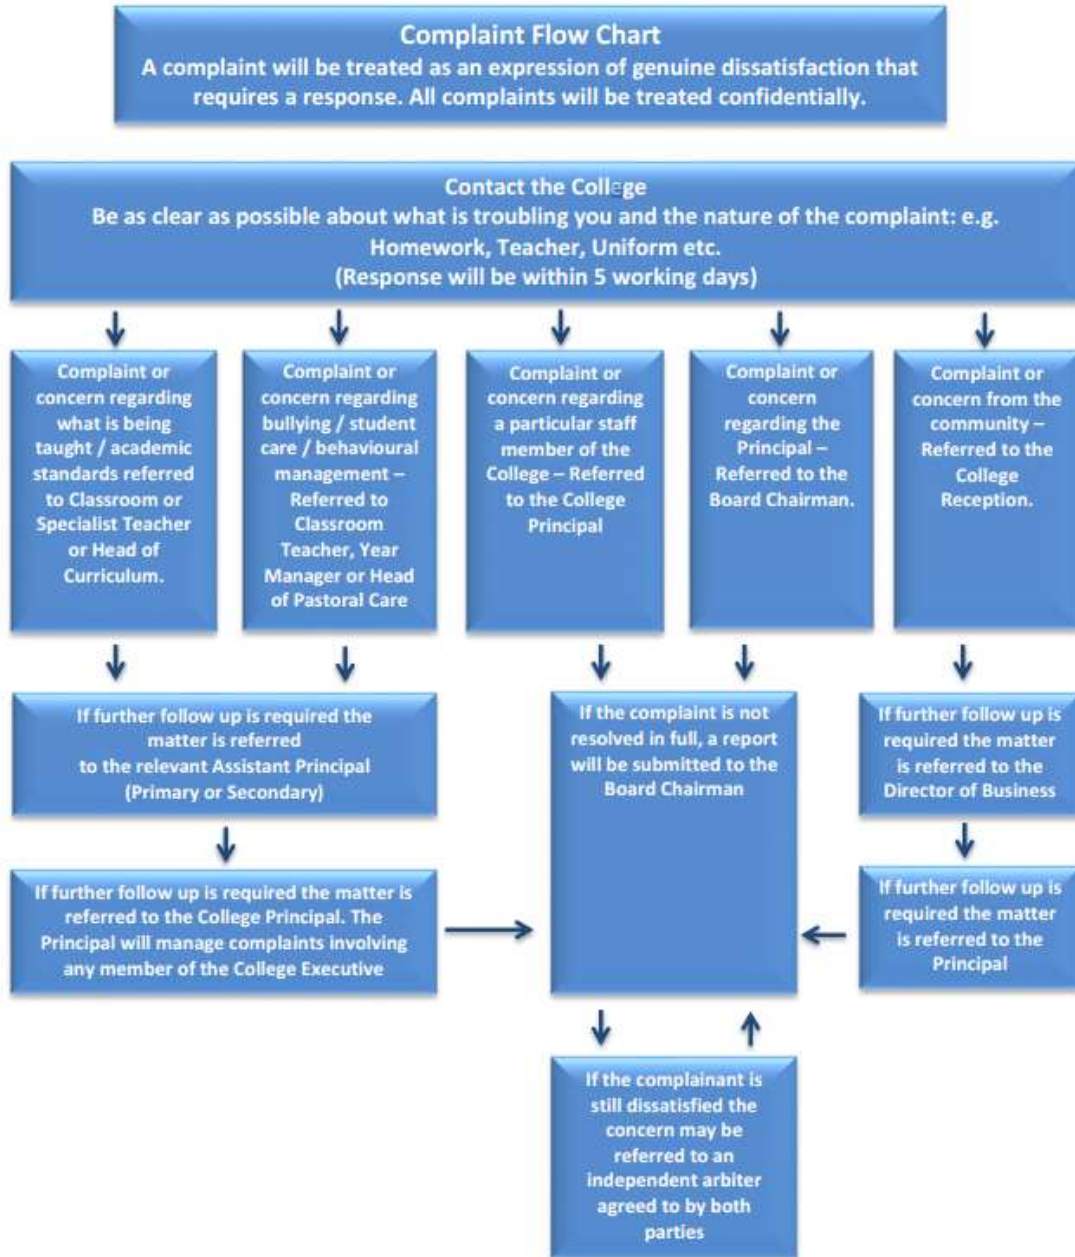 Complaint Flow Chart
A complaint will be treated as an expression of genuine dissatisfaction that
requires a response. All complaints will be treated confidentially.
Contact the College
Be as clear as possible about what is troubling you and the nature of the complaint: e.g.
Homework, Teacher, Uniform etc.
(Response will be within 5 working days)
Complaint or
concern regarding
what is being
taught / academic
standards referred
to Classroom or
Specialist Teacher
or Head of
Curriculum.
Complaint or
concern regarding
bullying / student
care / behavioural
management –
Referred to
Classroom
Teacher, Year
Manager or Head
of Pastoral Care
Complaint or
concern regarding
a particular staff
member of the
College – Referred
to the College
Principal
Complaint or
concern
regarding the
Principal –
Referred to the
Board Chairman.
Complaint or
concern from the
community –
Referred to the
College
Reception.
If further follow up is required the
matter is referred
to the relevant Assistant Principal
(Primary or Secondary)
If the complaint is not
resolved in full, a report
will be submitted to the
Board Chairman
If further follow up is
required the matter
is referred to the
Director of Business
If further follow up is required the matter is
referred to the College Principal. The
Principal will manage complaints involving
any member of the College Executive
If further follow up is
required the matter
is referred to the
Principal
If the complainant is
still dissatisfied the
concern may be
referred to an
independent arbiter
agreed to by both
parties